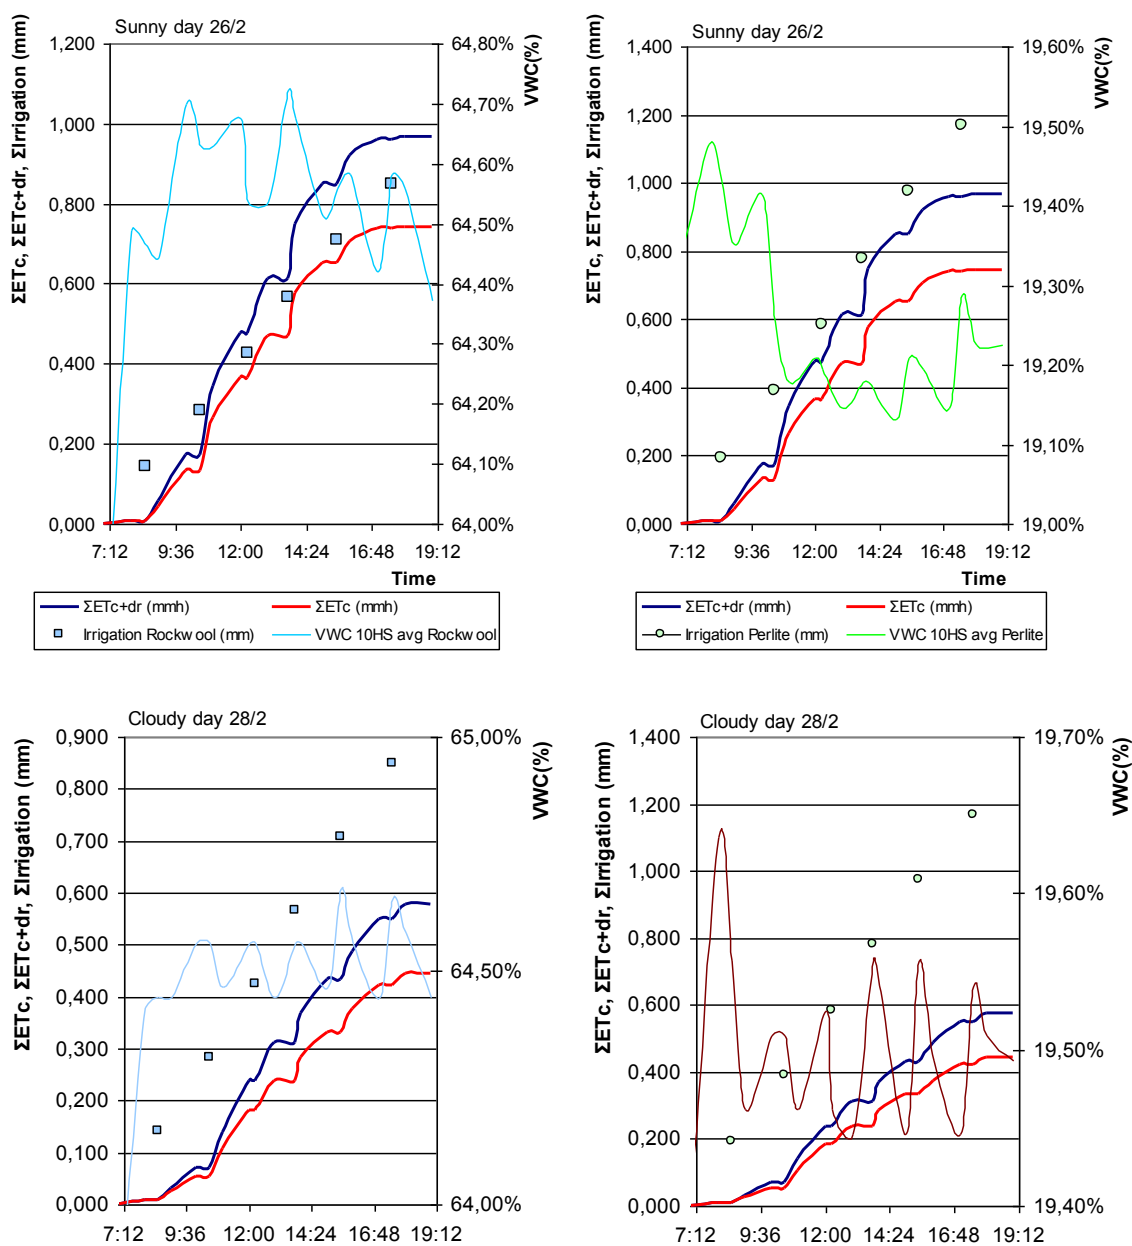 Sunny day 26/2
1,200
1,000
0,800
0,600
0,400
0,200
0,000
ΣETc, ΣETc+dr, ΣIrrigation (mm)
64,80%
64,70%
64,60%
64,50%
64,40%
64,30%
64,20%
64,10%
64,00%
VWC(%)
7:12 9:36 12:00 14:24 16:48 19:12
Time
ΣETc+dr (mmh) ΣETc (mmh)
Irrigation Rockw ool (mm) VWC 10HS avg Rockw ool
Sunny day 26/2
1,400
1,200
1,000
0,800
0,600
0,400
0,200
0,000
ΣETc, ΣETc+dr, ΣIrrigation (mm)
19,60%
19,50%
19,40%
19,30%
19,20%
19,10%
19,00%
VWC(%)
7:12 9:36 12:00 14:24 16:48 19:12
Time
ΣETc+dr (mmh) ΣETc (mmh)
Irrigation Perlite (mm) VWC 10HS avg Perlite
Cloudy day 28/2
0,900
0,800
0,700
0,600
0,500
0,400
0,300
0,200
0,100
0,000
ΣETc, ΣETc+dr, ΣIrrigation (mm)
65,00%
64,50%
64,00%
VWC(%)
7:12 9:36 12:00 14:24 16:48 19:12
Cloudy day 28/2
1,400
1,200
1,000
0,800
0,600
0,400
0,200
0,000
ΣETc, ΣETc+dr, ΣIrrigation (mm)
19,70%
19,60%
19,50%
19,40%
VWC(%)
7:12 9:36 12:00 14:24 16:48 19:12